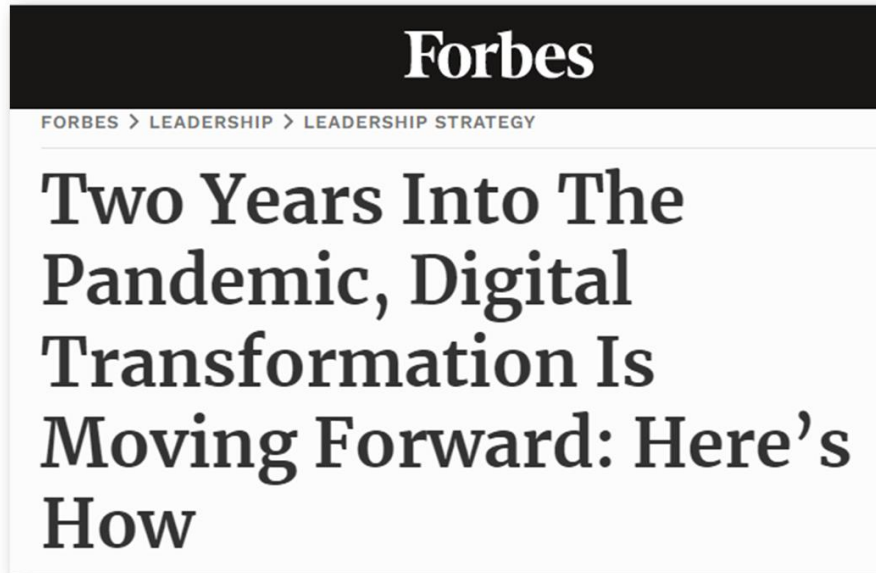 Forbes
FORBES > LEADERSHIP > LEADERSHIP STRATEGY
Two Years Into The
Pandemic, Digital
Transformation Is
Moving Forward: Here’s
How